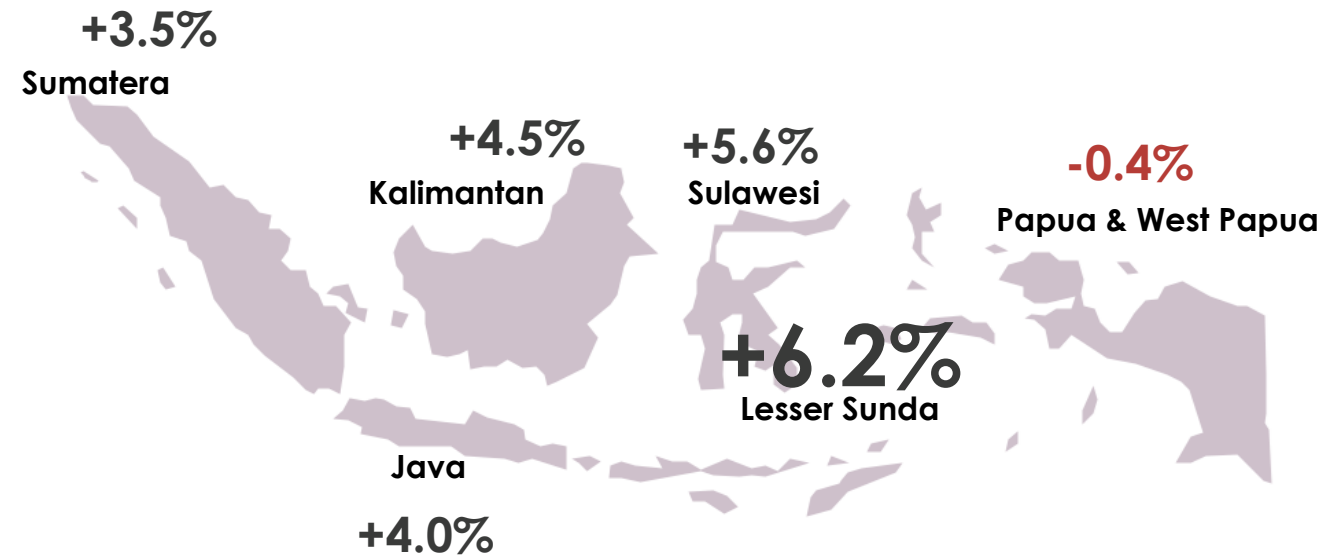 +3.5%
Sumatera
+4.5%
Kalimantan
+5.6%
Sulawesi
-0.4%
Papua & West Papua
+6.2%
Lesser Sunda
Java
+4.0%